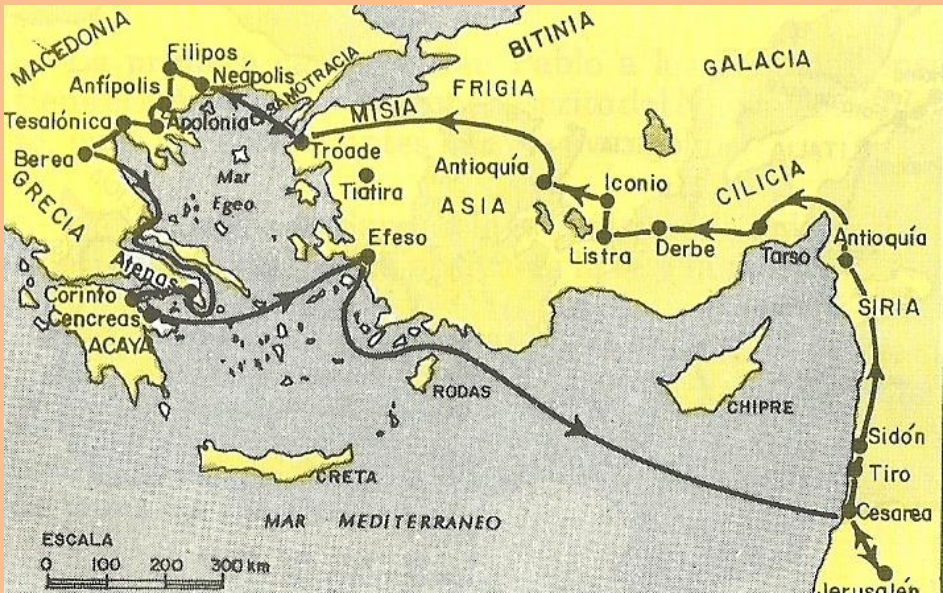 MACEDONIA
Filipos
Neápolis
Anfípolis
SAMOTRACIA
Tesalónica
Apolonia
Berea
GRECIA
Mar
Egeo
BITINIA
GALACIA
FRIGIA
MISIA
Tróade
Tiatira
Antioquía
ASIA
Iconio
CILICIA
Listra
Derbe
Tarso
Antioquía
SIRIA
Efeso
Atenas
Corinto
Cencreas
ACAYA
RODAS
CHIPRE
Sidón
Tiro
Cesarea
CRETA
MAR MEDITERRANEO
Jerusalén
ESCALA
0 100 200 300 km